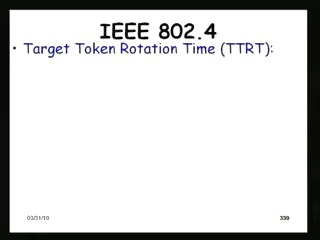 IEEE 802.4
• Target Token Rotation Time (TTRT):
03/31/10
339